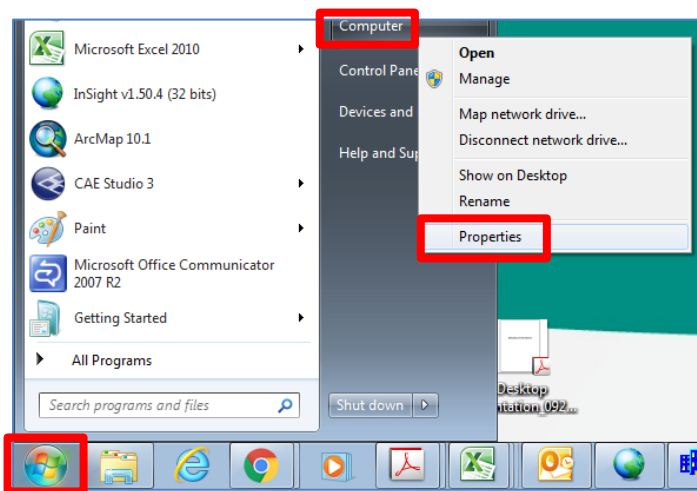 Microsoft Excel 2010
InSight v1.50.4 (32 bits)
ArcMap 10.1
CAE Studio 3
Paint
Microsoft Office Communicator
2007 R2
Getting Started
All Programs
Search programs and files
Computer
Control Pane
Devices and
Help and Sup
Shut down
Open
Manage
Map network drive...
Disconnect network drive...
Show on Desktop
Rename
Properties
Desktop
ntation_092...